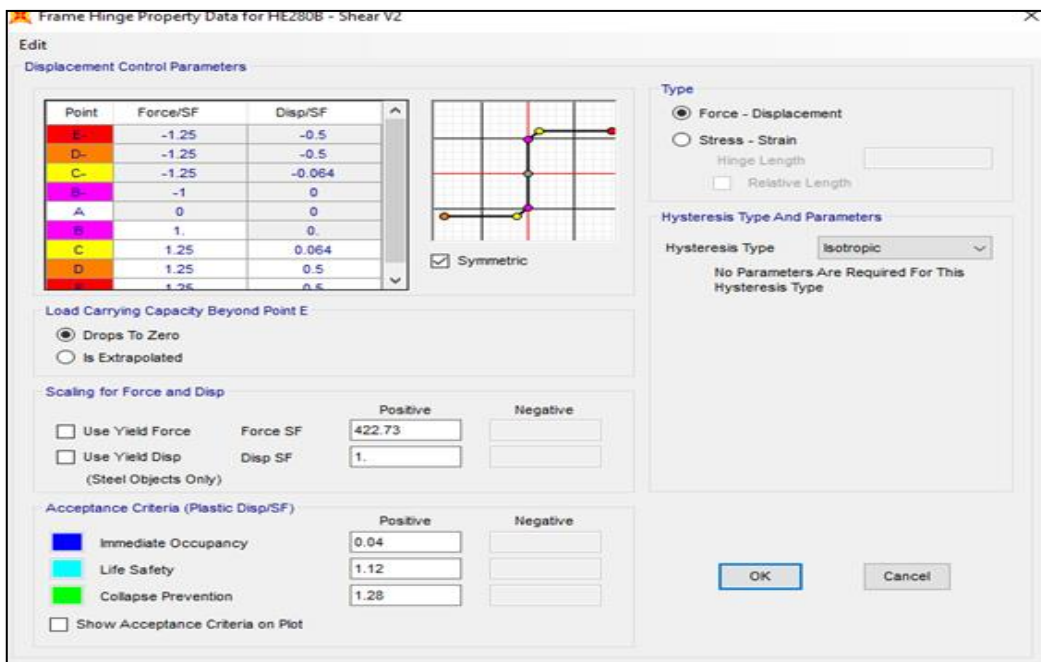 Frame Hinge Property Data for HE280B - Shear V2
Edit
Displacement Control Parameters
Point Force/SF Disp/SF
E- -1.25 -0.5
D- -1.25 -0.5
C- -1.25 -0.064
B- -1 0
A 0 0
B 1. 0.
C 1.25 0.064
D 1.25 0.5
E 1.25 0.5
Symmetric
Load Carrying Capacity Beyond Point E
Drops To Zero
Is Extrapolated
Scaling for Force and Disp
Positive Negative
Use Yield Force Force SF 422.73
Use Yield Disp Disp SF 1.
(Steel Objects Only)
Acceptance Criteria (Plastic Disp/SF)
Positive Negative
Immediate Occupancy 0.04
Life Safety 1.12
Collapse Prevention 1.28
Show Acceptance Criteria on Plot
Type
Force - Displacement
Stress - Strain
Hinge Length
Relative Length
Hysteresis Type And Parameters
Hysteresis Type Isotropic
No Parameters Are Required For This
Hysteresis Type
OK Cancel